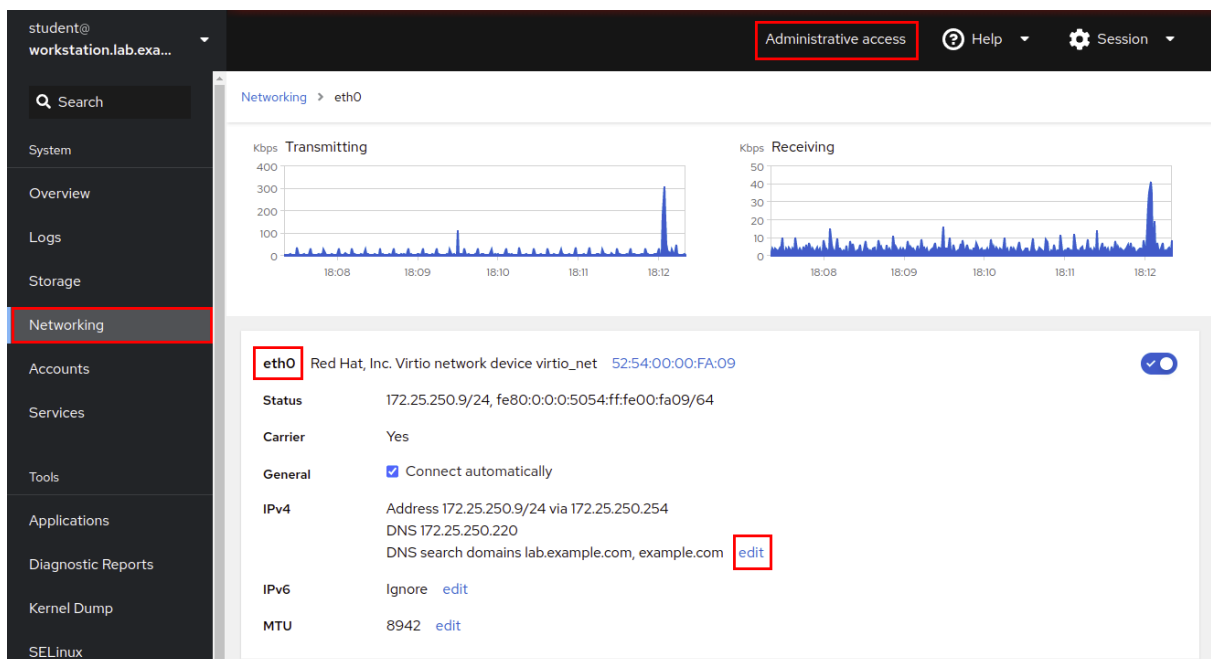 student@
workstation.lab.exa...
Administrative access
Help
Session
Search
System
Overview
Logs
Storage
Networking
Accounts
Services
Tools
Applications
Diagnostic Reports
Kernel Dump
SELinux
Networking > eth0
Kbps Transmitting
400
300
200
100
0
18:08 18:09 18:10 18:11 18:12
Kbps Receiving
50
40
30
20
10
0
18:08 18:09 18:10 18:11 18:12
eth0 Red Hat, Inc. Virtio network device virtio_net 52:54:00:00:FA:09
Status 172.25.250.9/24, fe80:0:0:0:5054:ff:fe00:fa09/64
Carrier Yes
General Connect automatically
IPv4 Address 172.25.250.9/24 via 172.25.250.254
DNS 172.25.250.220
DNS search domains lab.example.com, example.com edit
IPv6 Ignore edit
MTU 8942 edit